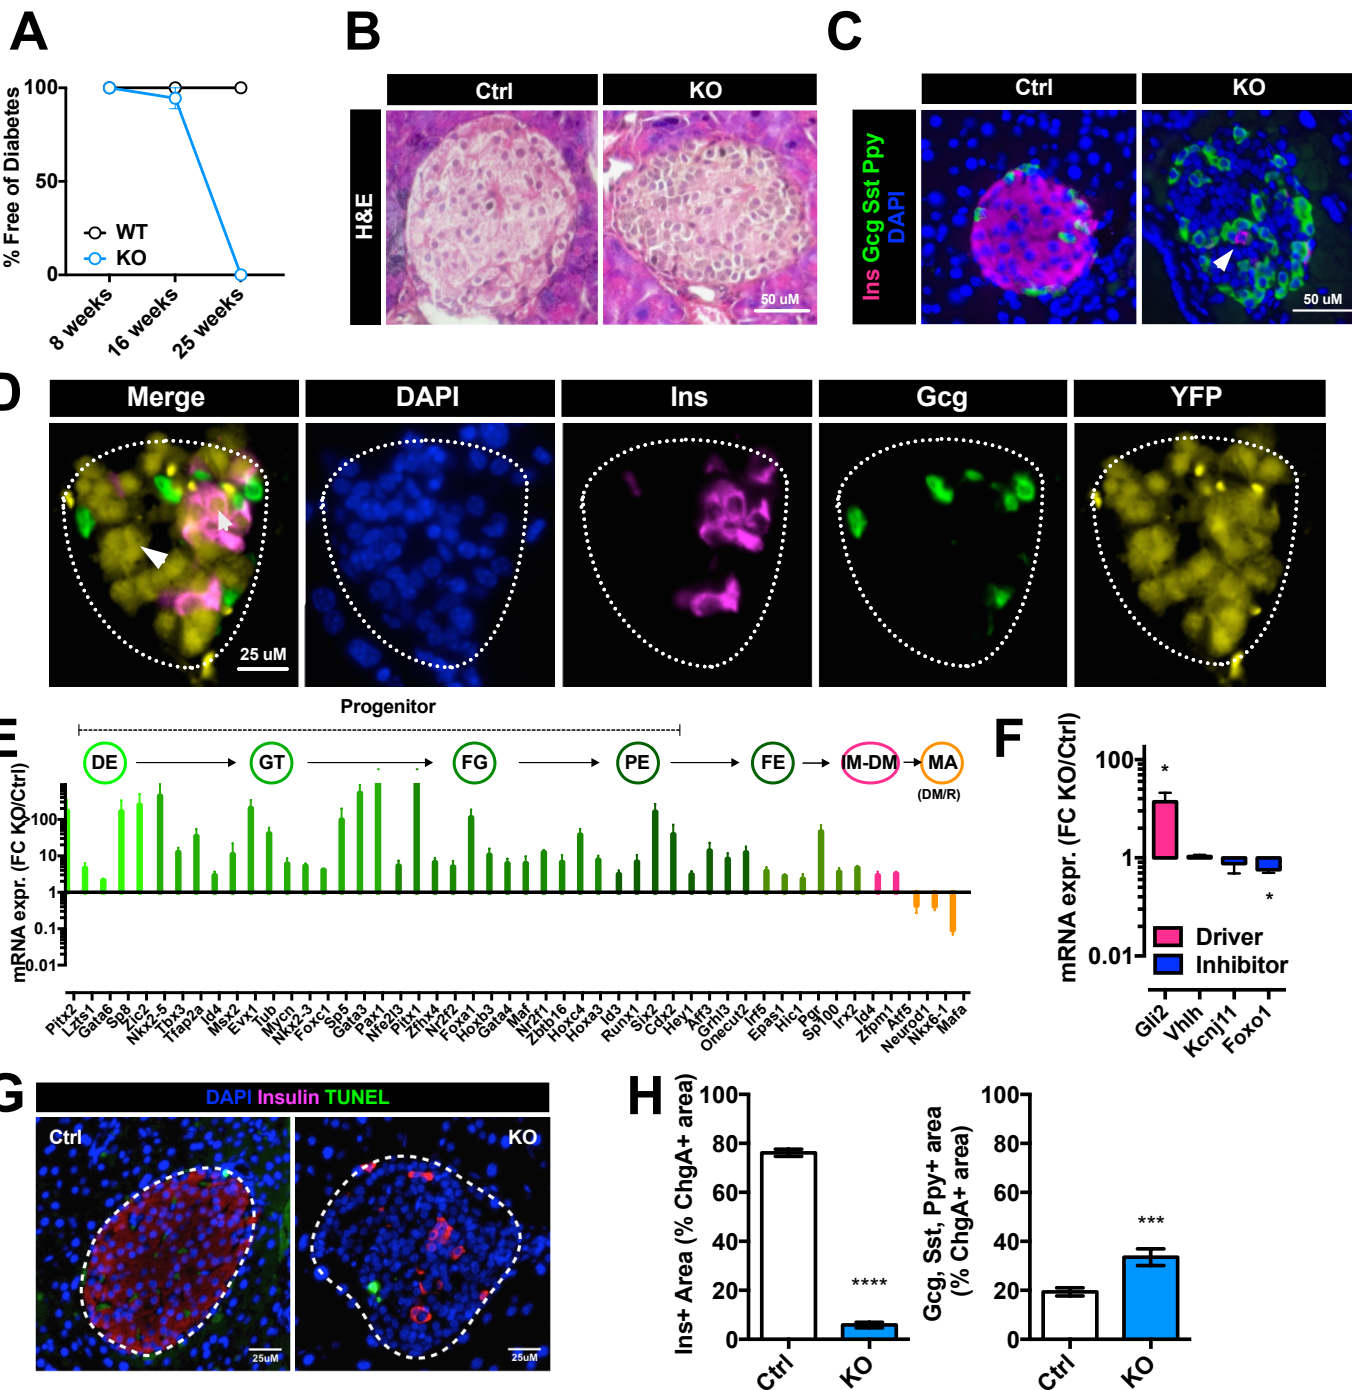 A
% Free of Diabetes
100
50
0
WT
KO
8 weeks
16 weeks
25 weeks
B
Ctrl
KO
H&E
50 uM
C
Ctrl
KO
Ins Gcg Sst Ppy
DAPI
50 uM
D
Merge
DAPI
Ins
Gcg
YFP
25 uM
E
Progenitor
DE
GT
FG
PE
FE
IM-DM
MA
(DM/R)
mRNA expr. (FC KO/Ctrl)
100
10
1
0.1
0.01
Pitx2
Lzts1
Gata6
Sp8
Nkx2-5
Tbx3
Tfap2a
Id4
Msx2
Evx1
Tub
Mycn
Nkx2-3
Foxc1
Sp5
Gata3
Pax1
Nfe2l3
Pitx1
Zfhx4
Nr2f2
Foxa1
Hoxb3
Gata4
Maf
Nr2f1
Zbtb16
Hoxc4
Hoxa3
Id3
Runx1
Six2
Cdx2
Hey1
Aff3
Grhl3
Onecut2
Irf5
Epas1
Hic1
Pgr
Sp100
Irx2
Id4
Zfpm1
Atf5
Neurod1
Nkx6-1
Mafa
F
mRNA expr. (FC KO/Ctrl)
100
1
0.01
*
*
Driver
Inhibitor
Gli2
Vhlh
Kcnj11
Foxo1
G
DAPI Insulin TUNEL
Ctrl
KO
25uM
25uM
H
Ins+ Area (% ChgA+ area)
100
80
60
40
20
0
****
Ctrl
KO
Gcg, Sst, Ppy+ area
(% ChgA+ area)
100
80
60
40
20
0
***
Ctrl
KO